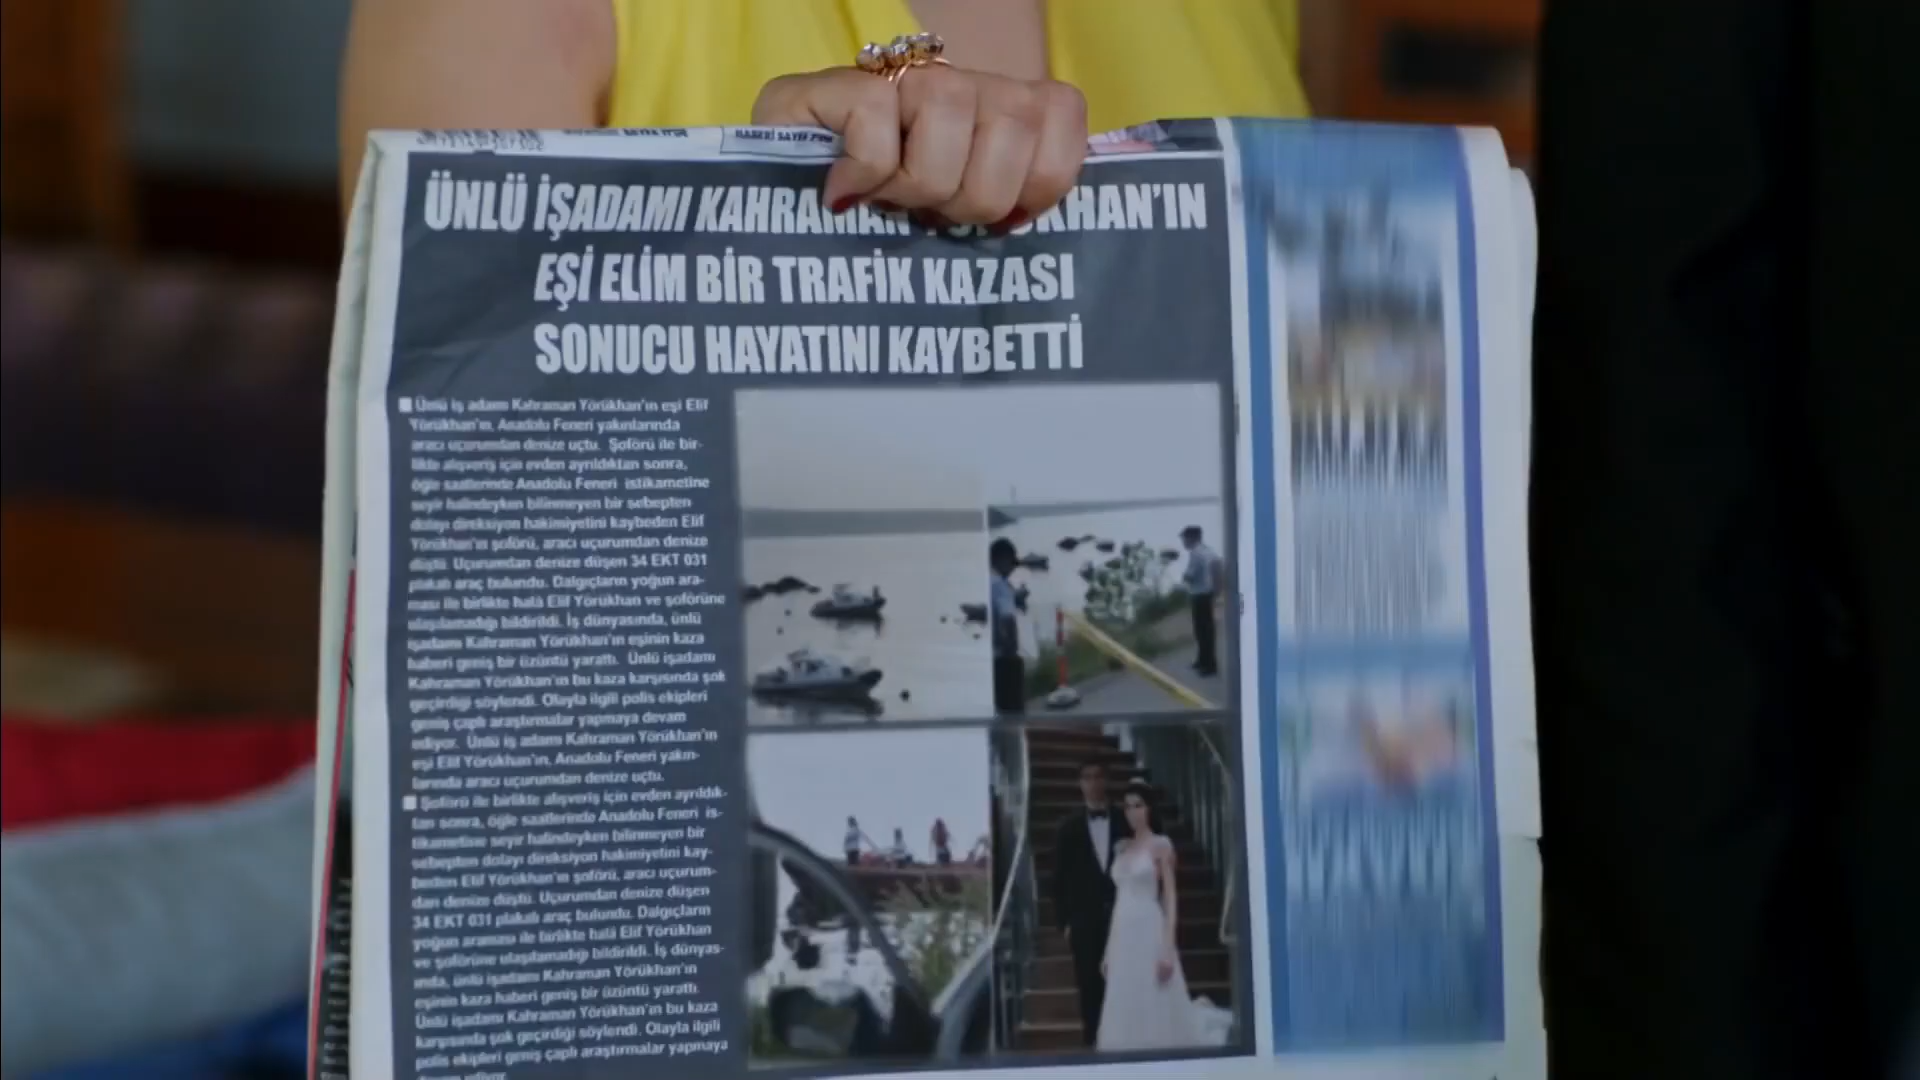 HABERİ SAYFA
ÜNLÜ İŞADAMI KAHRAMAN YÖRÜKHAN'IN
EŞİ ELİM BİR TRAFİK KAZASI
SONUCU HAYATINI KAYBETTİ
Ünlü iş adamı Kahraman Yörükhan'ın eşi Elif
Yörükhan'ın, Anadolu Feneri yakınlarında
aracı uçurumdan denize uçtu. Şoförü ile bir-
likte alışveriş için evden ayrıldıktan sonra,
öğle saatlerinde Anadolu Feneri istikametine
seyir halindeyken bilinmeyen bir sebepten
dolayı direksiyon hakimiyetini kaybeden Elif
Yörükhan'ın şoförü, aracı uçurumdan denize
düştü. Uçurumdan denize düşen 34 EKT 031
plakalı araç bulundu. Dalgıçların yoğun ara-
ması ile birlikte halâ Elif Yörükhan ve şoförüne
ulaşılamadığı bildirildi. İş dünyasında, ünlü
işadamı Kahraman Yörükhan'ın eşinin kaza
haberi geniş bir üzüntü yarattı. Ünlü işadamı
Kahraman Yörükhan'ın bu kaza karşısında şok
geçirdiği söylendi. Olayla ilgili polis ekipleri
geniş çaplı araştırmalar yapmaya devam
ediyor. Ünlü iş adamı Kahraman Yörükhan'ın
eşi Elif Yörükhan'ın, Anadolu Feneri yakın-
larında aracı uçurumdan denize uçtu.
Şoförü ile birlikte alışveriş için evden ayrıldık-
tan sonra, öğle saatlerinde Anadolu Feneri is-
tikametine seyir halindeyken bilinmeyen bir
sebepten dolayı direksiyon hakimiyetini kay-
beden Elif Yörükhan'ın şoförü, aracı uçurum-
dan denize düştü. Uçurumdan denize düşen
34 EKT 031 plakalı araç bulundu. Dalgıçların
yoğun araması ile birlikte halâ Elif Yörükhan
ve şoförüne ulaşılamadığı bildirildi. İş dünyas-
ında, ünlü işadamı Kahraman Yörükhan'ın
eşinin kaza haberi geniş bir üzüntü yarattı.
Ünlü işadamı Kahraman Yörükhan'ın bu kaza
karşısında şok geçirdiği söylendi. Olayla ilgili
polis ekipleri geniş çaplı araştırmalar yapmaya
devam ediyor.